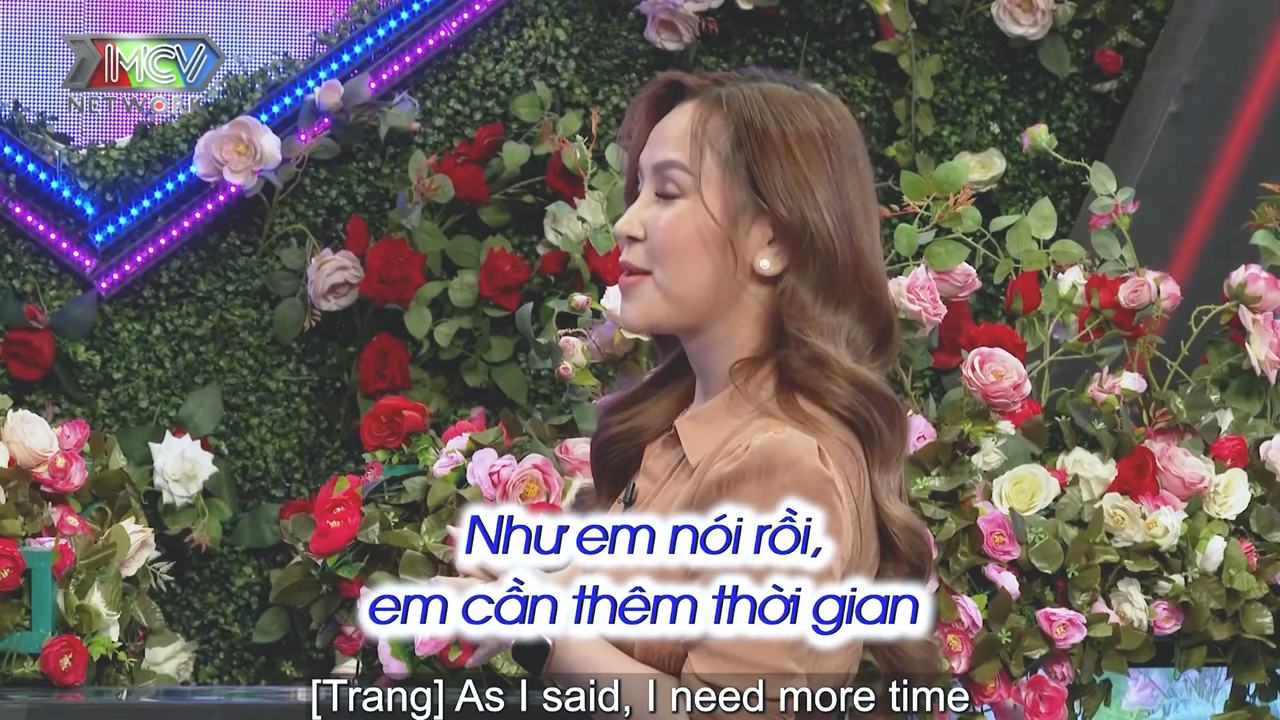 MCV
NETWORK
Như em nói rồi,
em cần thêm thời gian
[Trang] As I said, I need more time